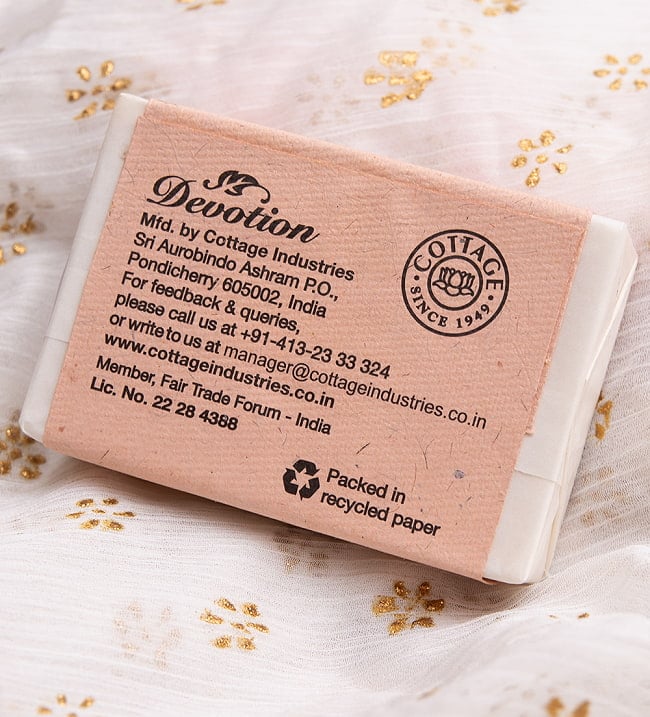 Devotion
Mfd. by Cottage Industries
Sri Aurobindo Ashram P.O.,
Pondicherry 605002, India
For feedback & queries,
please call us at +91-413-23 33 324
or write to us at manager@cottageindustries.co.in
www.cottageindustries.co.in
Member, Fair Trade Forum - India
Lic. No. 22 28 4388
COTTAGE
• SINCE 1949 •
Packed in
recycled paper